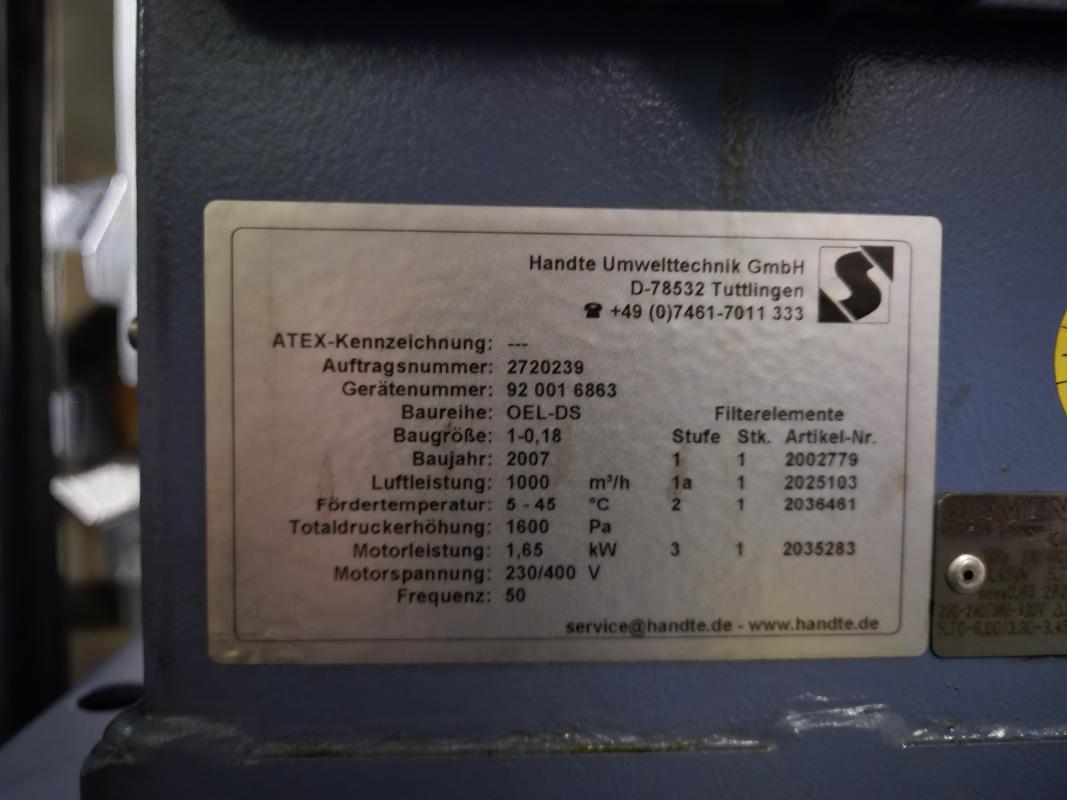 Handte Umwelttechnik GmbH
D-78532 Tuttlingen
☎ +49 (0)7461-7011 333
ATEX-Kennzeichnung: ---
Auftragsnummer: 2720239
Gerätenummer: 92 001 6863
Baureihe: OEL-DS Filterelemente
Baugröße: 1-0,18 Stufe Stk. Artikel-Nr.
Baujahr: 2007 1 1 2002779
Luftleistung: 1000 m³/h 1a 1 2025103
Fördertemperatur: 5 - 45 °C 2 1 2036461
Totaldruckerhöhung: 1600 Pa
Motorleistung: 1,65 kW 3 1 2035283
Motorspannung: 230/400 V
Frequenz: 50
service@handte.de - www.handte.de